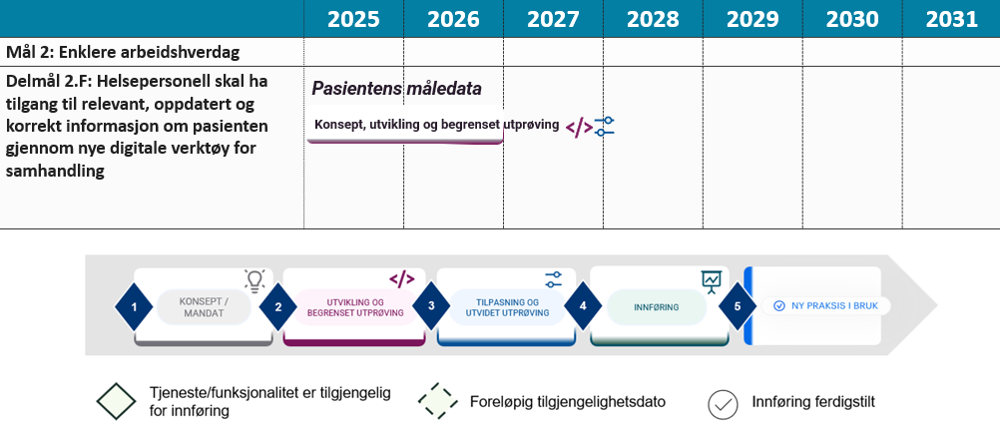 2025 2026 2027 2028 2029 2030 2031
Mål 2: Enklere arbeidshverdag
Delmål 2.F: Helsepersonell skal ha
tilgang til relevant, oppdatert og
korrekt informasjon om pasienten
gjennom nye digitale verktøy for
samhandling
Pasientens måledata
Konsept, utvikling og begrenset utprøving </>
</>
1 KONSEPT /
MANDAT
2 UTVIKLING OG
BEGRENSET UTPRØVING
3 TILPASNING OG
UTVIDET UTPRØVING
4 INNFØRING
5 NY PRAKSIS I BRUK
Tjeneste/funksjonalitet er tilgjengelig
for innføring
Foreløpig tilgjengelighetsdato
Innføring ferdigstilt